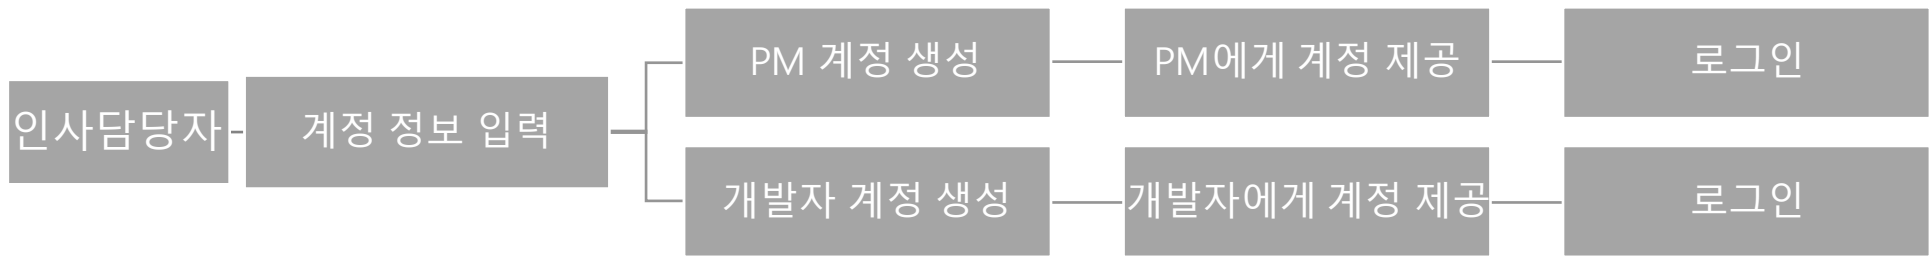 인사담당자
계정 정보 입력
PM 계정 생성
PM에게 계정 제공
로그인
개발자 계정 생성
개발자에게 계정 제공
로그인